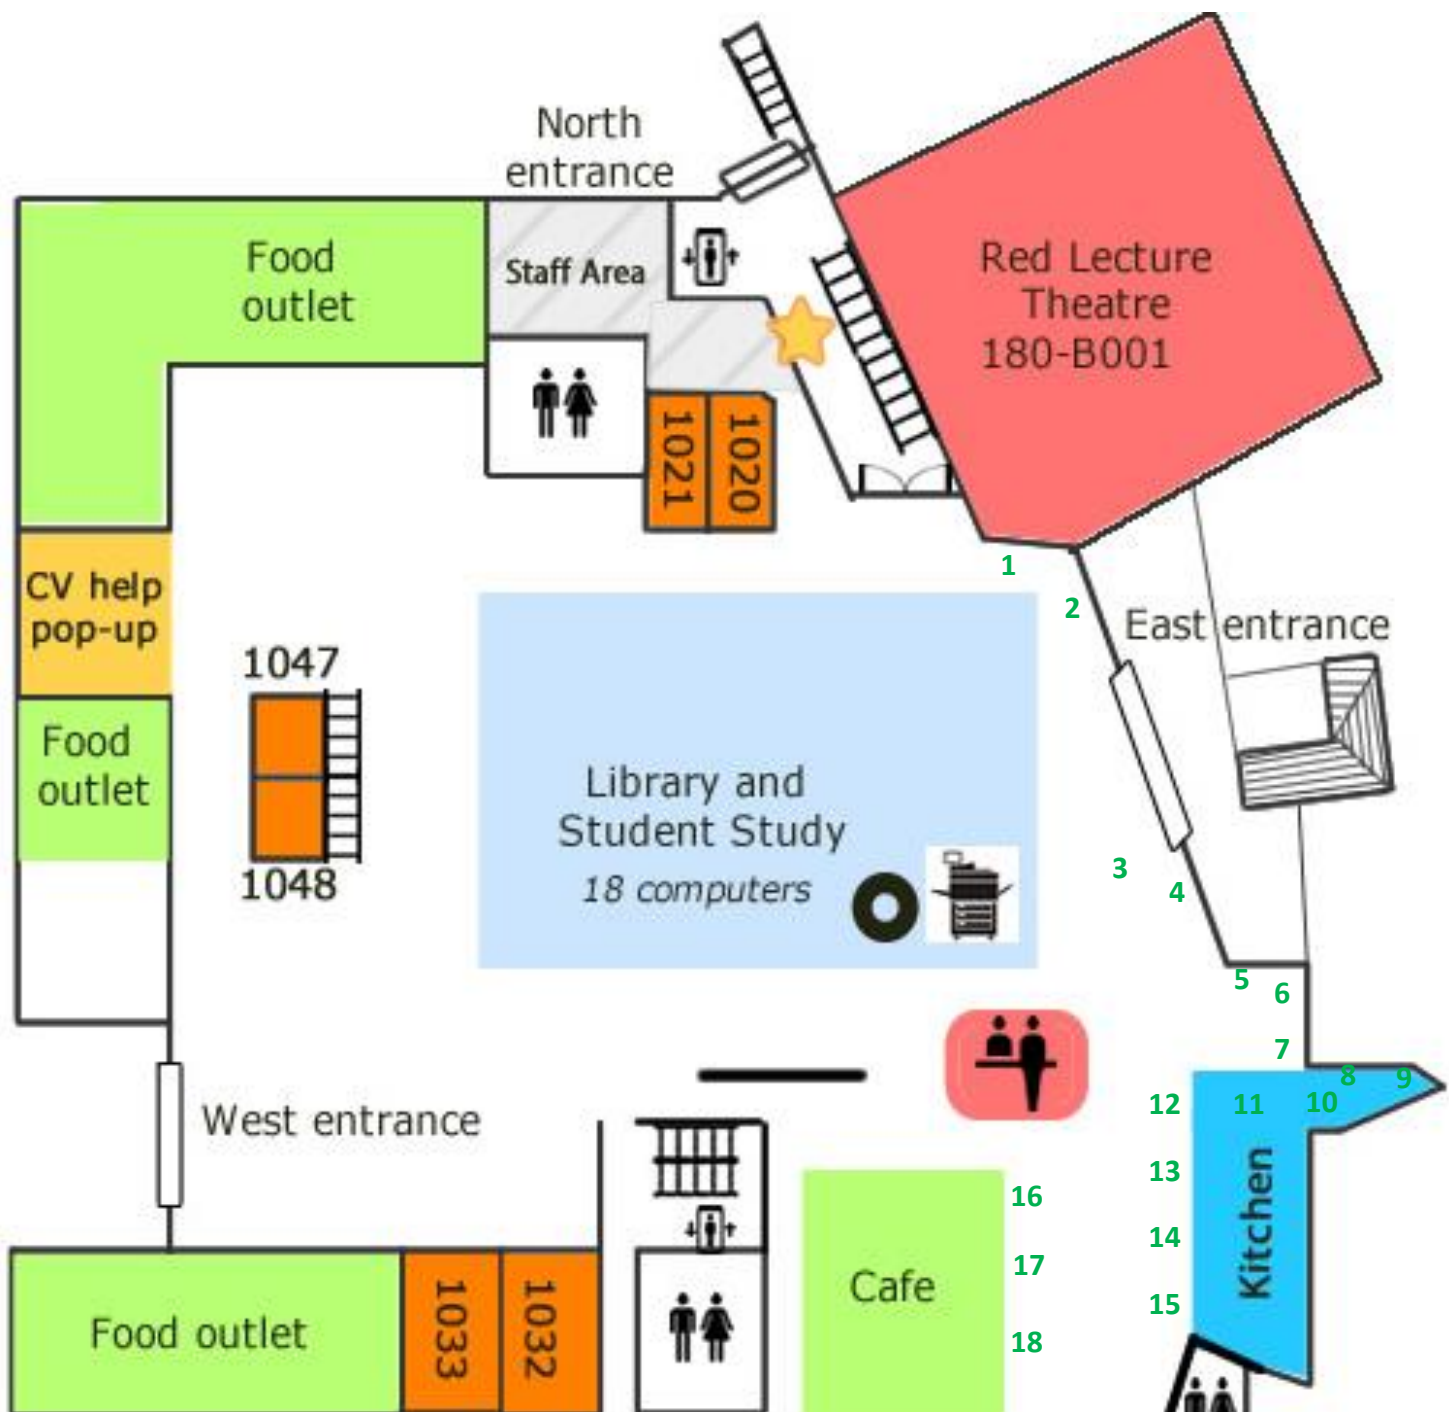 North
entrance
Food
outlet
Staff Area
Red Lecture
Theatre
180-B001
1021
1020
CV help
pop-up
1
2
East entrance
1047
Food
outlet
1048
Library and
Student Study
18 computers
3
4
5
6
7
8
9
10
11
12
West entrance
13
14
15
16
17
18
Kitchen
Cafe
Food outlet
1033
1032